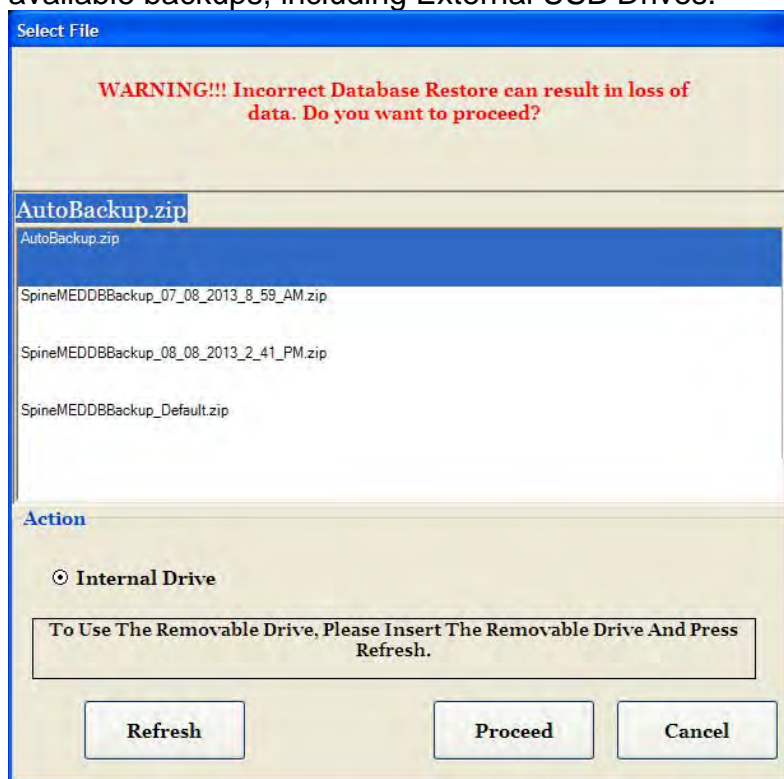 available backups, including External USB Drives.
Select File
WARNING!!! Incorrect Database Restore can result in loss of
data. Do you want to proceed?
AutoBackup.zip
AutoBackup.zip
SpineMEDDBBackup_07_08_2013_8_59_AM.zip
SpineMEDDBBackup_08_08_2013_2_41_PM.zip
SpineMEDDBBackup_Default.zip
Action
Internal Drive
To Use The Removable Drive, Please Insert The Removable Drive And Press
Refresh.
Refresh
Proceed
Cancel